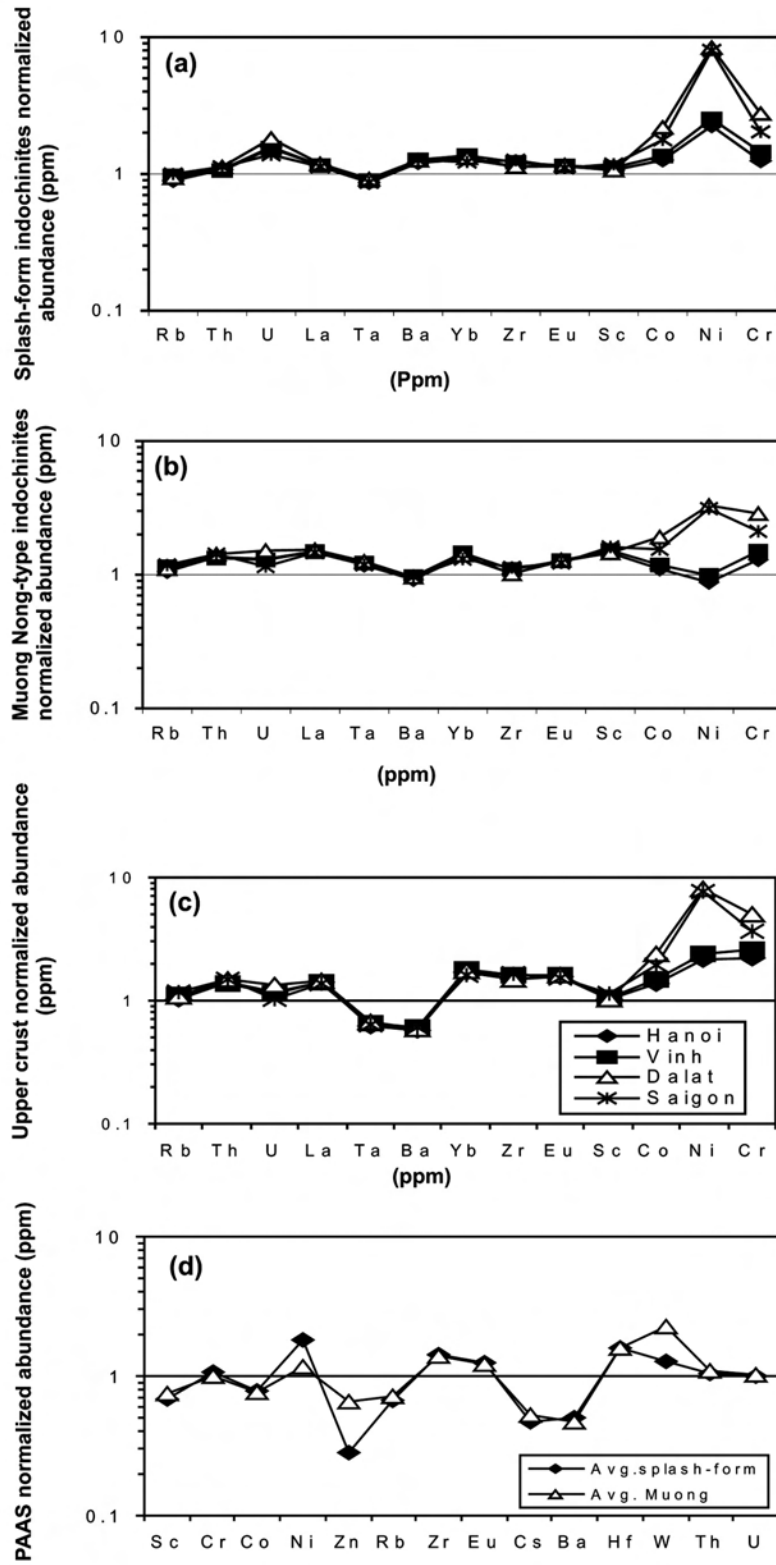 Splash-form indochinites normalized
abundance (ppm)
(a)
10
1
0.1
Rb Th U La Ta Ba Yb Zr Eu Sc Co Ni Cr
(Ppm)
Muong Nong-type indochinites
normalized abundance (ppm)
(b)
10
1
0.1
Rb Th U La Ta Ba Yb Zr Eu Sc Co Ni Cr
(ppm)
Upper crust normalized abundance
(ppm)
(c)
10
1
0.1
Hanoi
Vinh
Dalat
Saigon
Rb Th U La Ta Ba Yb Zr Eu Sc Co Ni Cr
(ppm)
PAAS normalized abundance (ppm)
(d)
10
1
0.1
Avg.splash-form
Avg. Muong
Sc Cr Co Ni Zn Rb Zr Eu Cs Ba Hf W Th U